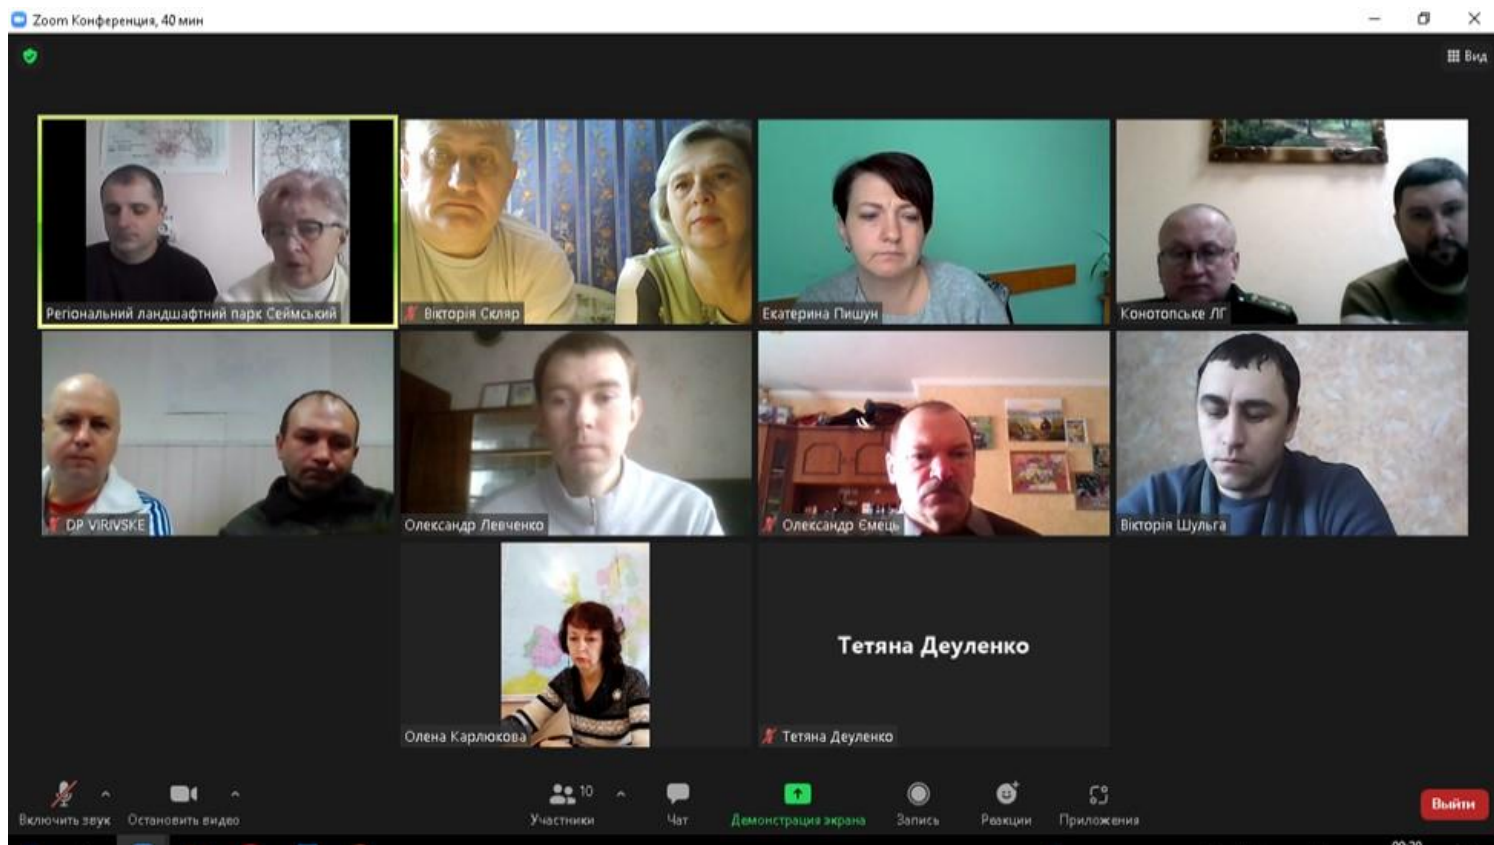 Zoom Конференция, 40 мин
Вид
Регіональний ландшафтний парк Сеймський
Вікторія Скляр
Екатерина Пишун
Конотопське ЛГ
DP VIRIVSKE
Олександр Левченко
Олександр Ємець
Вікторія Шульга
Олена Карлюкова
Тетяна Деуленко
Тетяна Деуленко
Включить звук
Остановить видео
10
Участники
Чат
Демонстрация экрана
Запись
Реакции
Приложения
Выйти